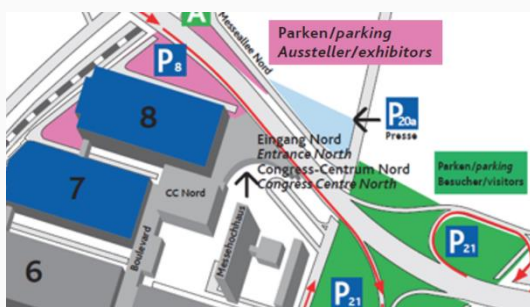 A
Messeallee Nord
Parken/parking
Aussteller/exhibitors
P8
8
P20a
Presse
Eingang Nord
Entrance North
Congress-Centrum Nord
Congress Centre North
Parken/parking
Besucher/visitors
7
CC Nord
Messehochhaus
Boulevard
6
P21
P21